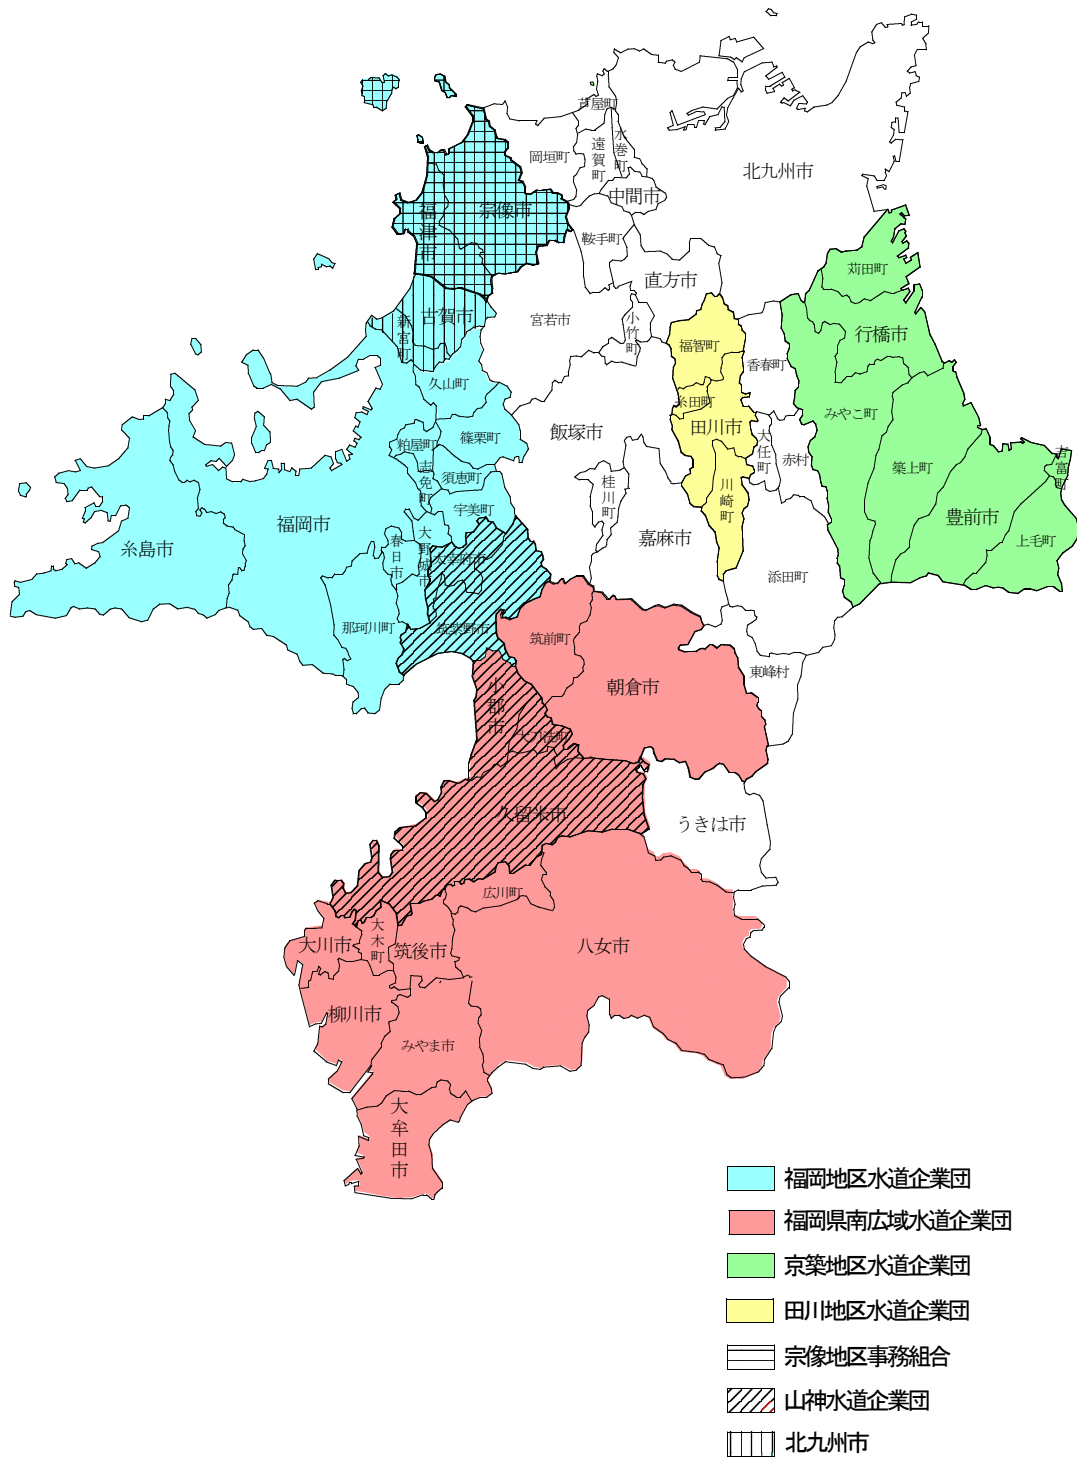 芦屋町
水巻町
遠賀町
岡垣町
北九州市
中間市
宗像市
福津市
鞍手町
苅田町
直方市
古賀市
新宮町
宮若市
小竹町
行橋市
福智町
香春町
久山町
糸田町
みやこ町
田川市
飯塚市
粕屋町
篠栗町
大任町
赤村
吉富町
志免町
須恵町
築上町
桂川町
川崎町
宇美町
豊前市
福岡市
大野城市
春日市
嘉麻市
上毛町
糸島市
太宰府市
添田町
那珂川町
筑紫野市
筑前町
東峰村
朝倉市
小郡市
大刀洗町
久留米市
うきは市
広川町
大川市
大木町
筑後市
八女市
柳川市
みやま市
大牟田市
福岡地区水道企業団
福岡県南広域水道企業団
京築地区水道企業団
田川地区水道企業団
宗像地区事務組合
山神水道企業団
北九州市